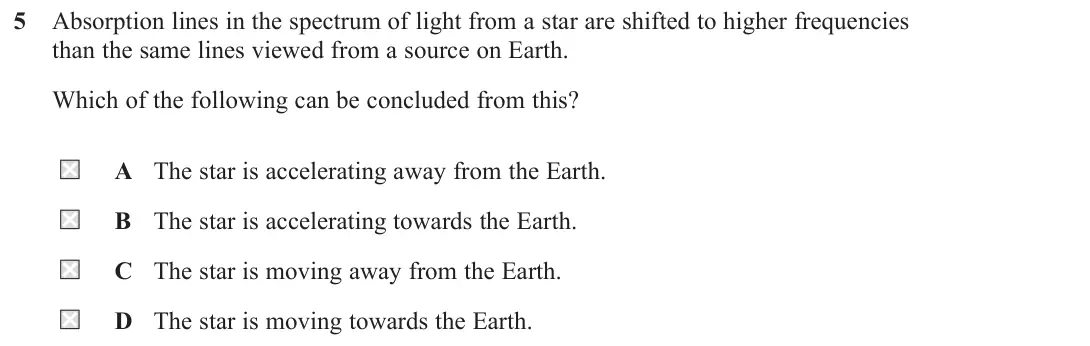 5 Absorption lines in the spectrum of light from a star are shifted to higher frequencies
than the same lines viewed from a source on Earth.
Which of the following can be concluded from this?
A The star is accelerating away from the Earth.
B The star is accelerating towards the Earth.
C The star is moving away from the Earth.
D The star is moving towards the Earth.